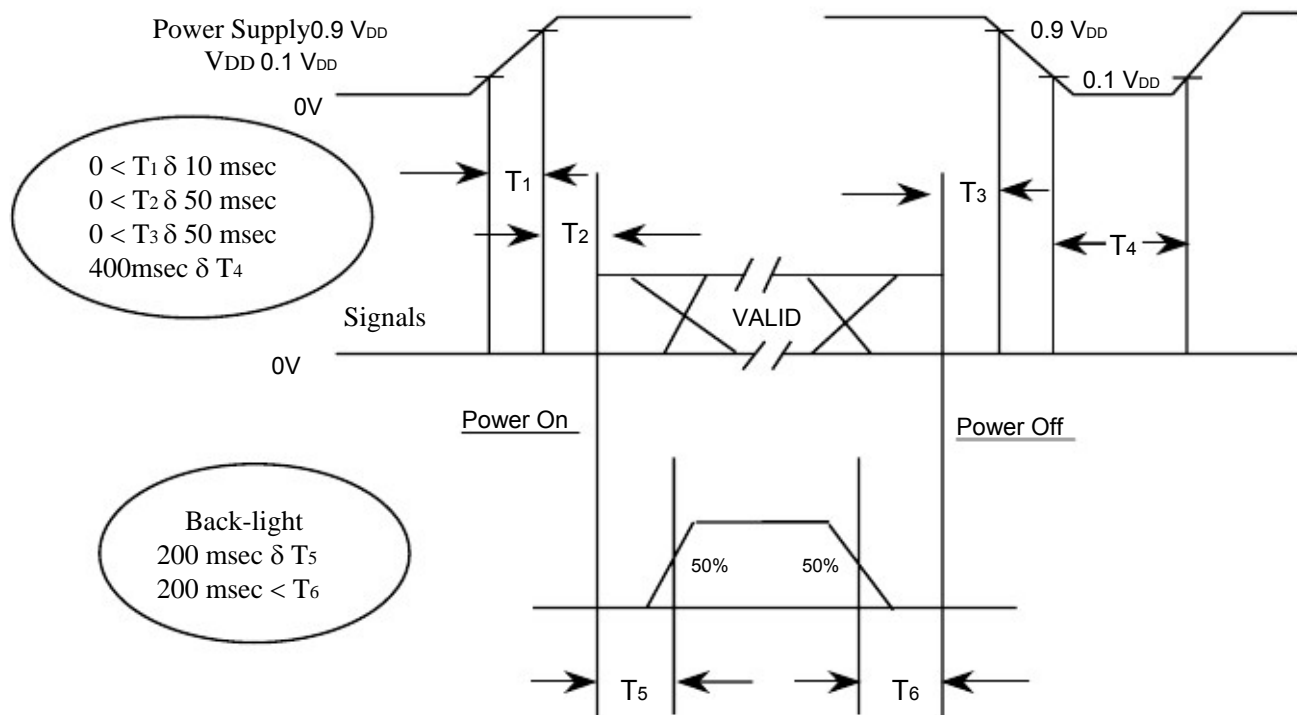 Power Supply0.9 VDD
VDD 0.1 VDD
0V
0.9 VDD
0.1 VDD
0 < T1 δ 10 msec
0 < T2 δ 50 msec
0 < T3 δ 50 msec
400msec δ T4
T1
T2
T3
T4
Signals
VALID
0V
Power On
Power Off
Back-light
200 msec δ T5
200 msec < T6
50%
50%
T5
T6